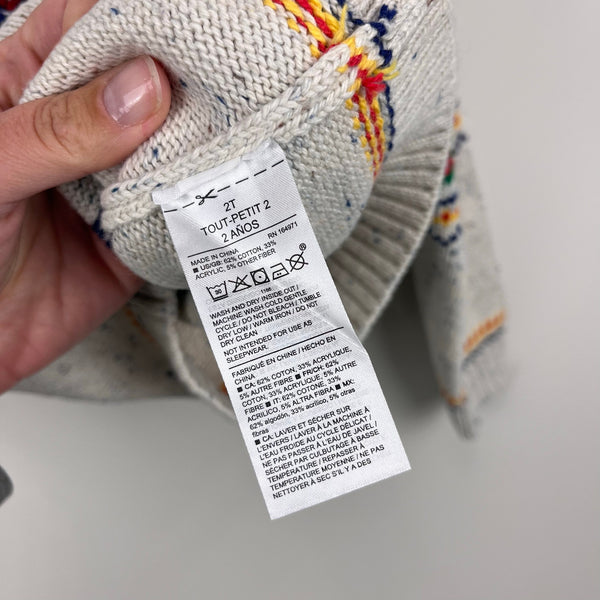 2T
TOUT-PETIT 2
2 AÑOS
MADE IN CHINA RN 164971
■ US/GB: 62% COTTON, 33%
ACRYLIC, 5% OTHER FIBER
30
1166
WASH AND DRY INSIDE OUT /
MACHINE WASH COLD GENTLE
CYCLE / DO NOT BLEACH / TUMBLE
DRY LOW / WARM IRON / DO NOT
DRY CLEAN
NOT INTENDED FOR USE AS
SLEEPWEAR.
FABRIQUÉ EN CHINE / HECHO EN
CHINA
■ CA: 62% COTON, 33% ACRYLIQUE,
5% AUTRE FIBRE ■ FR/CH: 62%
COTON, 33% ACRYLIQUE, 5% AUTRE
FIBRE ■ IT: 62% COTONE, 33%
ACRILICO, 5% ALTRA FIBRA ■ MX:
62% algodón, 33% acrílico, 5% otras
fibras
■ CA: LAVER ET SÉCHER SUR
L'ENVERS / LAVER À LA MACHINE À
L'EAU FROIDE AU CYCLE DÉLICAT /
NE PAS PASSER À L'EAU DE JAVEL /
SÉCHER PAR CULBUTAGE À BASSE
TEMPÉRATURE / REPASSER À
TEMPÉRATURE MOYENNE / NE PAS
NETTOYER À SEC S'IL Y A DES